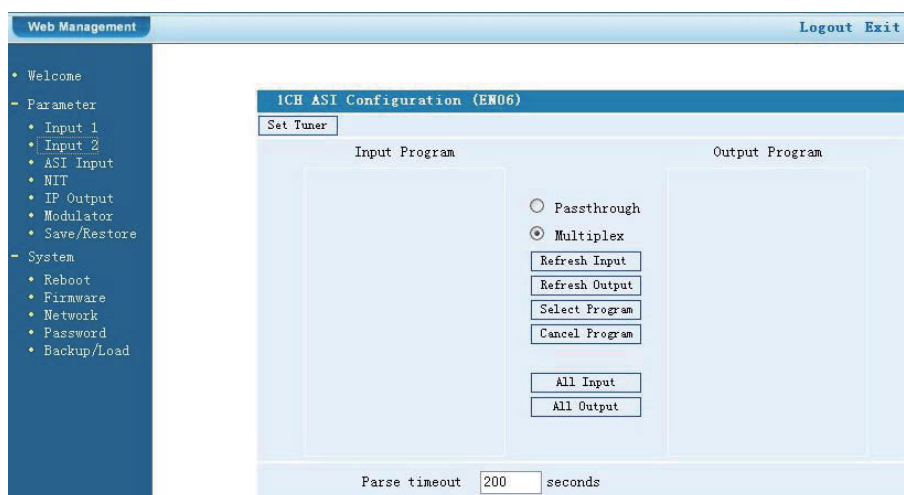 Web Management
Logout Exit
Welcome
Parameter
Input 1
Input 2
ASI Input
NIT
IP Output
Modulator
Save/Restore
System
Reboot
Firmware
Network
Password
Backup/Load
1CH ASI Configuration (EN06)
Set Tuner
Input Program
Output Program
Passthrough
Multiplex
Refresh Input
Refresh Output
Select Program
Cancel Program
All Input
All Output
Parse timeout 200 seconds